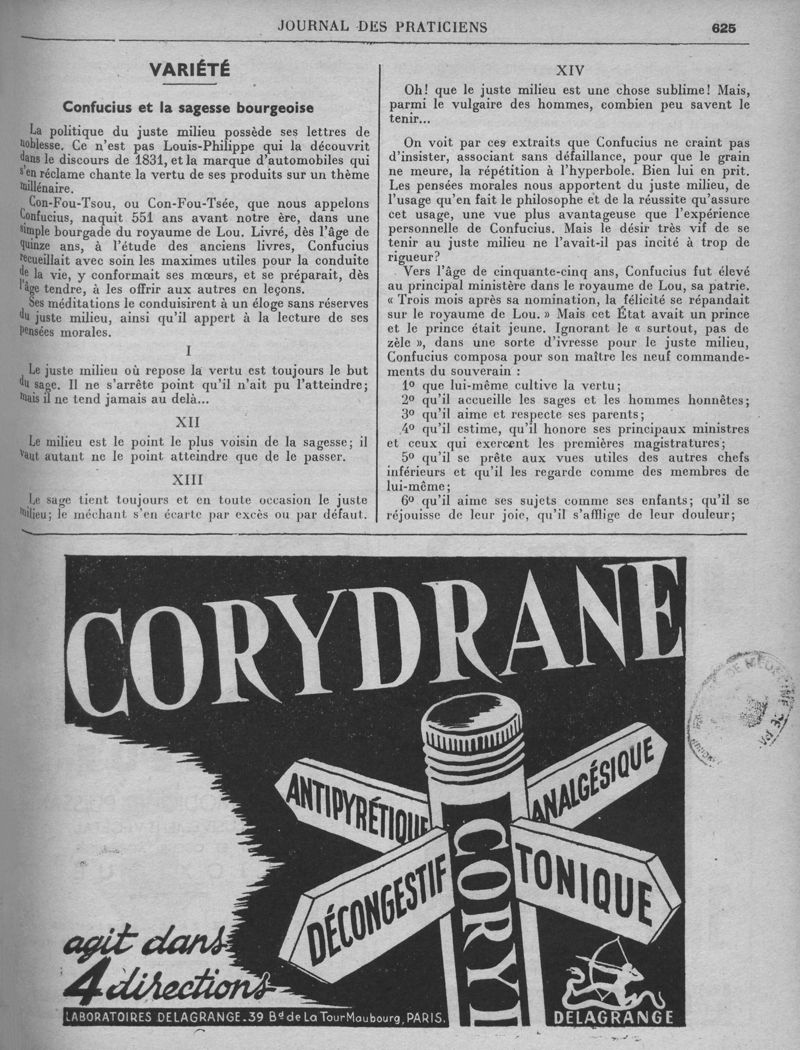 JOURNAL DES PRATICIENS
625
VARIÉTÉ
Confucius et la sagesse bourgeoise
La politique du juste milieu possède ses lettres de
noblesse. Ce n'est pas Louis-Philippe qui la découvrit
dans le discours de 1831, et la marque d'automobiles qui
s'en réclame chante la vertu de ses produits sur un thème
millénaire.
Con-Fou-Tsou, ou Con-Fou-Tsée, que nous appelons
Confucius, naquit 551 ans avant notre ère, dans une
simple bourgade du royaume de Lou. Livré, dès l'âge de
quinze ans, à l'étude des anciens livres, Confucius
recueillait avec soin les maximes utiles pour la conduite
de la vie, y conformait ses mœurs, et se préparait, dès
l'âge tendre, à les offrir aux autres en leçons.
Ses méditations le conduisirent à un éloge sans réserves
du juste milieu, ainsi qu'il appert à la lecture de ses
pensées morales.
I
Le juste milieu où repose la vertu est toujours le but
du sage. Il ne s'arrête point qu'il n'ait pu l'atteindre;
mais il ne tend jamais au delà...
XII
Le milieu est le point le plus voisin de la sagesse; il
vaut autant ne le point atteindre que de le passer.
XIII
Le sage tient toujours et en toute occasion le juste
milieu; le méchant s'en écarte par excès ou par défaut.
XIV
Oh! que le juste milieu est une chose sublime! Mais,
parmi le vulgaire des hommes, combien peu savent le
tenir...
On voit par ces extraits que Confucius ne craint pas
d'insister, associant sans défaillance, pour que le grain
ne meure, la répétition à l'hyperbole. Bien lui en prit.
Les pensées morales nous apportent du juste milieu, de
l'usage qu'en fait le philosophe et de la réussite qu'assure
cet usage, une vue plus avantageuse que l'expérience
personnelle de Confucius. Mais le désir très vif de se
tenir au juste milieu ne l'avait-il pas incité à trop de
rigueur?
Vers l'âge de cinquante-cinq ans, Confucius fut élevé
au principal ministère dans le royaume de Lou, sa patrie.
« Trois mois après sa nomination, la félicité se répandait
sur le royaume de Lou. » Mais cet État avait un prince
et le prince était jeune. Ignorant le « surtout, pas de
zèle », dans une sorte d'ivresse pour le juste milieu,
Confucius composa pour son maître les neuf commande-
ments du souverain :
1º que lui-même cultive la vertu;
2º qu'il accueille les sages et les hommes honnêtes;
3º qu'il aime et respecte ses parents;
4º qu'il estime, qu'il honore ses principaux ministres
et ceux qui exercent les premières magistratures;
5º qu'il se prête aux vues utiles des autres chefs
inférieurs et qu'il les regarde comme des membres de
lui-même;
6º qu'il aime ses sujets comme ses enfants; qu'il se
réjouisse de leur joie, qu'il s'afflige de leur douleur;
CORYDRANE
ANTIPYRÉTIQUE
ANALGÉSIQUE
DÉCONGESTIF
TONIQUE
CORYI
agit dans
4 directions
LABORATOIRES DELAGRANGE.39 Bd de La Tour Maubourg, PARIS.
DELAGRANGE